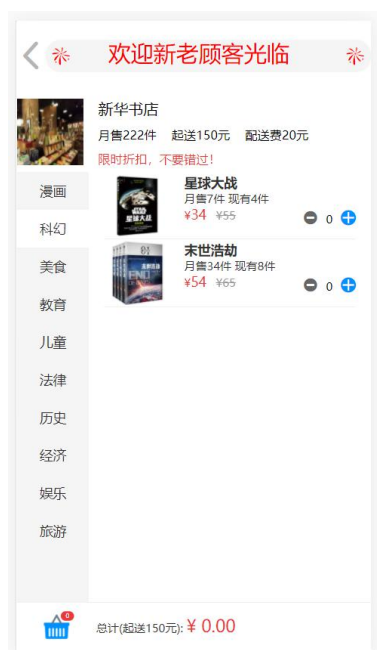 欢迎新老顾客光临
新华书店
月售222件 起送150元 配送费20元
限时折扣，不要错过！
漫画
科幻
美食
教育
儿童
法律
历史
经济
娱乐
旅游
星球大战
月售7件 现有4件
¥34 ¥55
0
末世浩劫
月售34件 现有8件
¥54 ¥65
0
0
总计(起送150元): ¥ 0.00